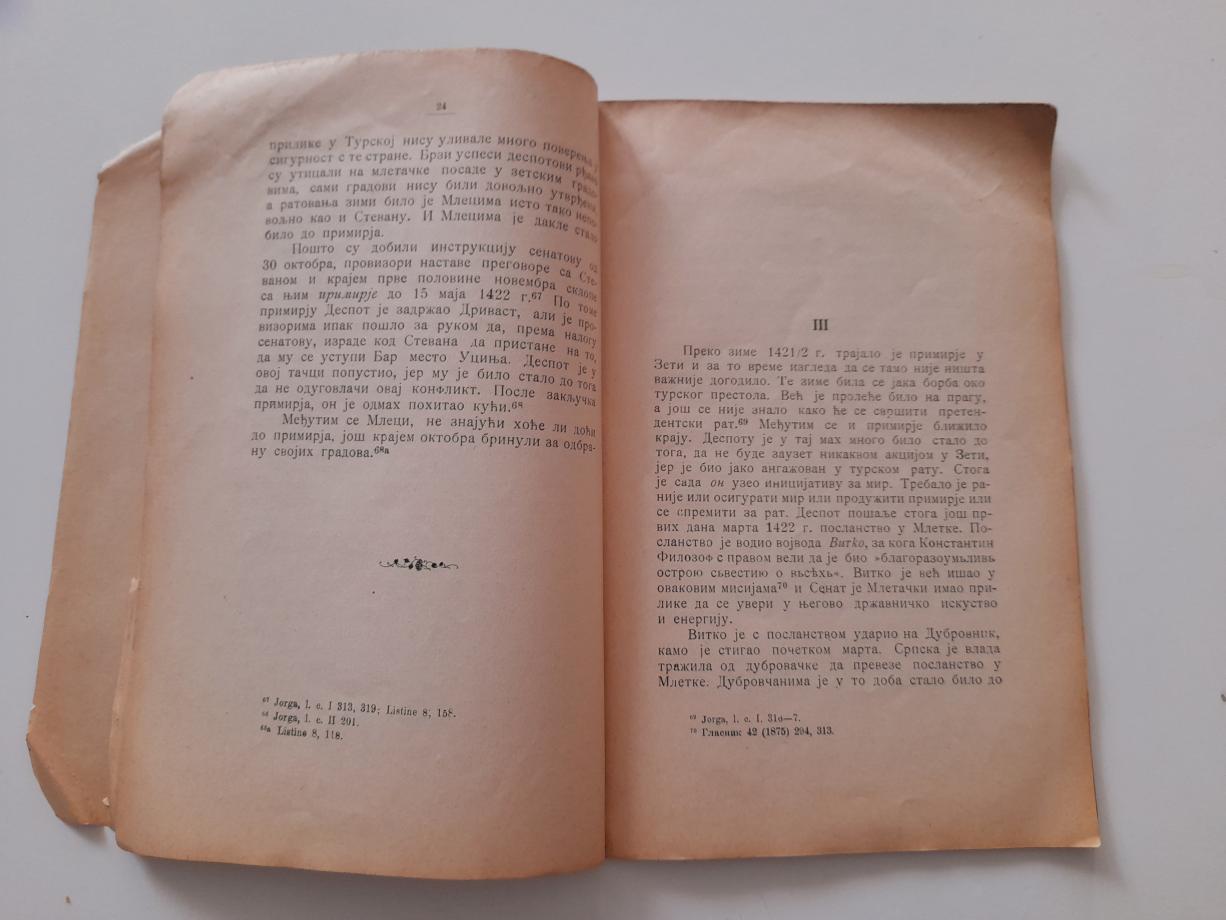 24
прилике у Турској нису уливале много поверења у
сигурност с те стране. Брзи успеси деспотови рђаво
су утицали на млетачке посаде у зетским градо-
вима, сами градови нису били довољно утврђени,
а ратовања зими било је Млецима исто тако непо-
вољно као и Стевану. И Млецима је дакле стало
било до примирја.
Пошто су добили инструкцију сенатову од
30 октобра, провизори наставе преговоре са Сте-
ваном и крајем прве половине новембра склопе
са њим примирје до 15 маја 1422 г.⁶⁷ По томе
примирју Деспот је задржао Дриваст, али је про-
визорима ипак пошло за руком да, према налогу
сенатову, израде код Стевана да пристане на то,
да му се уступи Бар место Уциња. Деспот је у
овој тачци попустио, јер му је било стало до тога
да не одуговлачи овај конфликт. После закључка
примирја, он је одмах похитао кући.⁶⁸
Међутим се Млеци, не знајући хоће ли доћи
до примирја, још крајем октобра бринули за одбра-
ну својих градова.⁶⁸ᵃ
⁶⁷ Jorga, l. c. I 313, 319; Listine 8, 158.
⁶⁸ Jorga, l. c. II 201.
⁶⁸ᵃ Listine 8, 118.
III
Преко зиме 1421/2 г. трајало је примирје у
Зети и за то време изгледа да се тамо није ништа
важније догодило. Те зиме била се јака борба око
турског престола. Већ је пролеће било на прагу,
а још се није знало како ће се свршити претен-
дентски рат.⁶⁹ Међутим се и примирје ближило
крају. Деспоту је у тај мах много било стало до
тога, да не буде заузет никаквом акцијом у Зети,
јер је био јако ангажован у турском рату. Стога
је сада он узео иницијативу за мир. Требало је ра-
није или осигурати мир или продужити примирје или
се спремити за рат. Деспот пошаље стога још пр-
вих дана марта 1422 г. посланство у Млетке. По-
сланство је водио војвода Витко, за кога Константин
Филозоф с правом вели да је био »благоразоумьливь
острою сьвестию о вьсѣхь«. Витко је већ ишао у
оваковим мисијама⁷⁰ и Сенат је Млетачки имао при-
лике да се увери у његово државничко искуство
и енергију.
Витко је с посланством ударио на Дубровник,
камо је стигао почетком марта. Српска је влада
тражила од дубровачке да превезе посланство у
Млетке. Дубровчанима је у то доба стало било до
⁶⁹ Jorga, l. c. I. 316—7.
⁷⁰ Гласник 42 (1875) 294, 313.